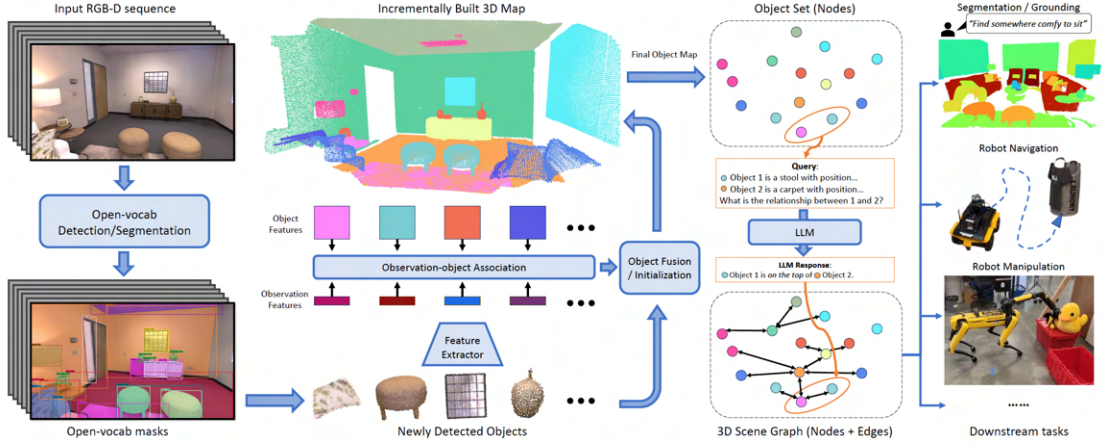 Input RGB-D sequence
Open-vocab
Detection/Segmentation
Open-vocab masks
Incrementally Built 3D Map
Object
Features
Observation-object Association
Observation
Features
Feature
Extractor
Newly Detected Objects
Object Fusion
/ Initialization
Final Object Map
Object Set (Nodes)
Query:
Object 1 is a stool with position...
Object 2 is a carpet with position...
What is the relationship between 1 and 2?
LLM
LLM Response:
Object 1 is on the top of Object 2.
3D Scene Graph (Nodes + Edges)
Segmentation / Grounding
"Find somewhere comfy to sit"
Robot Navigation
Robot Manipulation
......
Downstream tasks